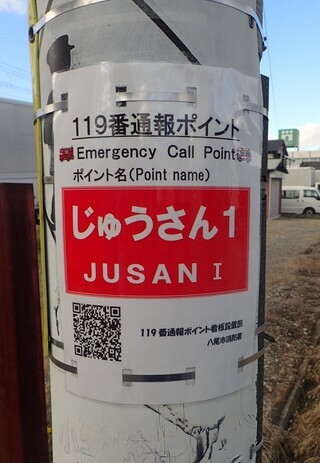 119番通報ポイント
Emergency Call Point
ポイント名(Point name)
じゅうさん1
JUSAN I
119番通報ポイント看板設置店
八尾市消防署